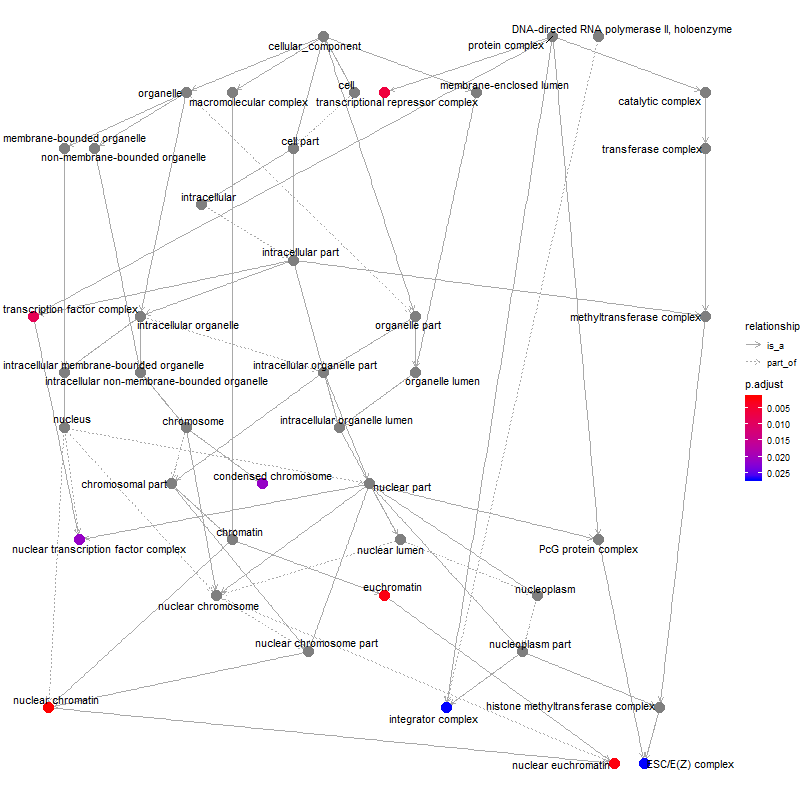 DNA-directed RNA polymerase II, holoenzyme
cellular_component
protein complex
organelle
cell
membrane-enclosed lumen
macromolecular complex
transcriptional repressor complex
catalytic complex
membrane-bounded organelle
non-membrane-bounded organelle
cell part
transferase complex
intracellular
intracellular part
transcription factor complex
intracellular organelle
organelle part
methyltransferase complex
relationship
is_a
part_of
intracellular membrane-bounded organelle
intracellular non-membrane-bounded organelle
intracellular organelle part
organelle lumen
p.adjust
0.005
0.010
0.015
0.020
0.025
nucleus
chromosome
intracellular organelle lumen
chromosomal part
condensed chromosome
nuclear part
nuclear transcription factor complex
chromatin
nuclear lumen
PcG protein complex
nuclear chromosome
euchromatin
nucleoplasm
nuclear chromosome part
nucleoplasm part
nuclear chromatin
integrator complex
histone methyltransferase complex
nuclear euchromatin
ESC/E(Z) complex